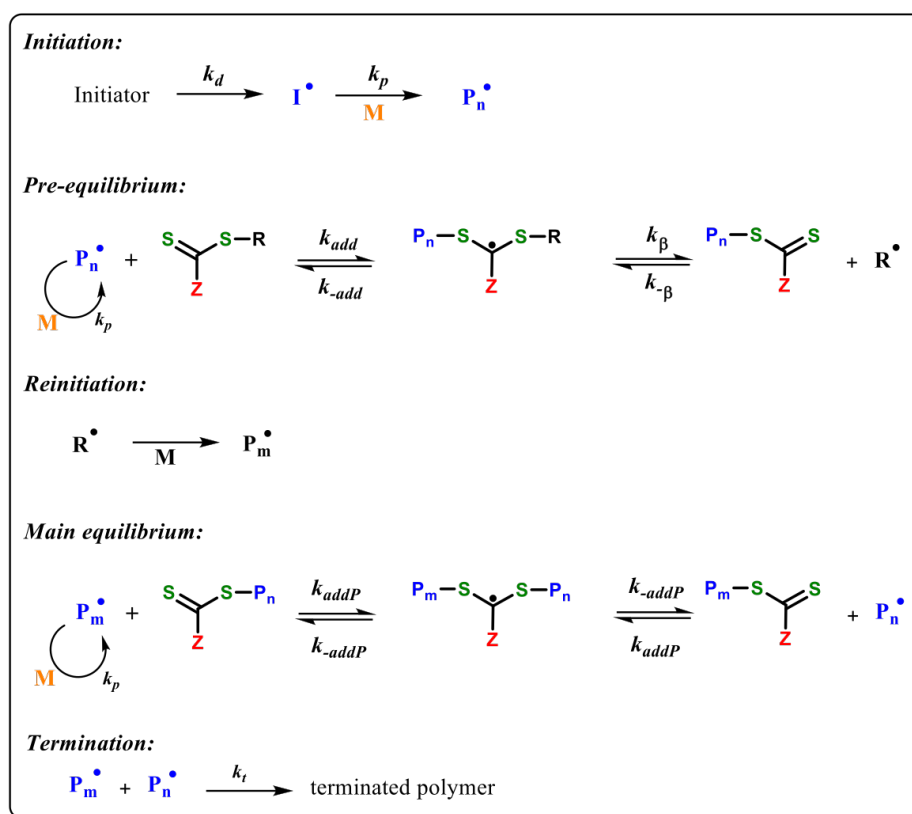 Initiation:
k_d k_p
Initiator I• P_n•
M
Pre-equilibrium:
P_n• + S S–R k_add P_n–S S–R k_β P_n–S S + R•
Z k_-add Z k_-β Z
M k_p
Reinitiation:
R• P_m•
M
Main equilibrium:
P_m• + S S–P_n k_addP P_m–S S–P_n k_-addP P_m–S S + P_n•
Z k_-addP Z k_addP Z
M k_p
Termination:
P_m• + P_n• k_t terminated polymer